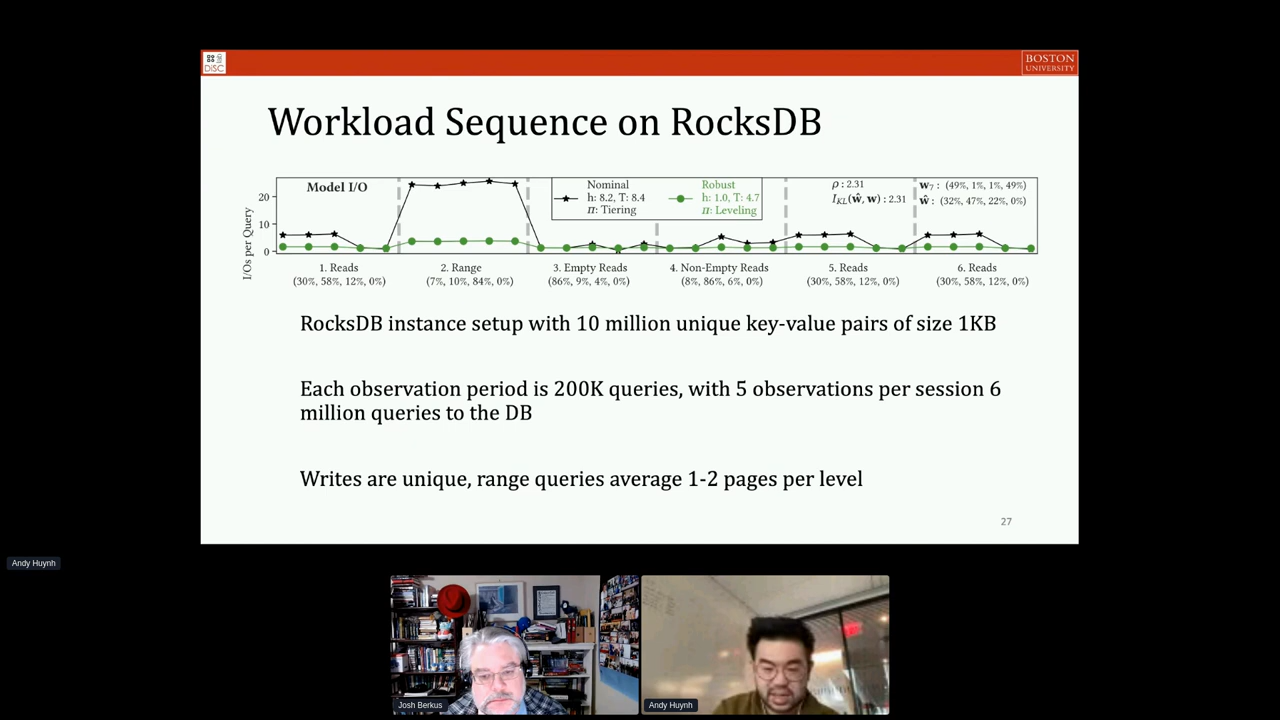 DiSC
lab
BOSTON
UNIVERSITY
Workload Sequence on RocksDB
I/Os per Query
20
10
0
Model I/O
Nominal
h: 8.2, T: 8.4
π: Tiering
Robust
h: 1.0, T: 4.7
π: Leveling
ρ : 2.31
I_KL(ŵ, w) : 2.31
w₇ : (49%, 1%, 1%, 49%)
ŵ : (32%, 47%, 22%, 0%)
1. Reads
(30%, 58%, 12%, 0%)
2. Range
(7%, 10%, 84%, 0%)
3. Empty Reads
(86%, 9%, 4%, 0%)
4. Non-Empty Reads
(8%, 86%, 6%, 0%)
5. Reads
(30%, 58%, 12%, 0%)
6. Reads
(30%, 58%, 12%, 0%)
RocksDB instance setup with 10 million unique key-value pairs of size 1KB
Each observation period is 200K queries, with 5 observations per session 6
million queries to the DB
Writes are unique, range queries average 1-2 pages per level
27
Andy Huynh
Josh Berkus
Andy Huynh